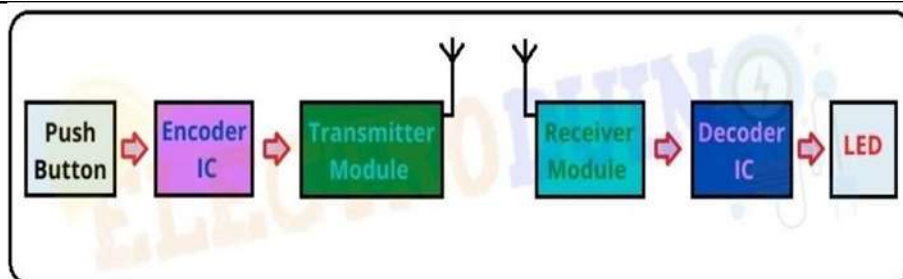 Push
Button
Encoder
IC
Transmitter
Module
Receiver
Module
Decoder
IC
LED